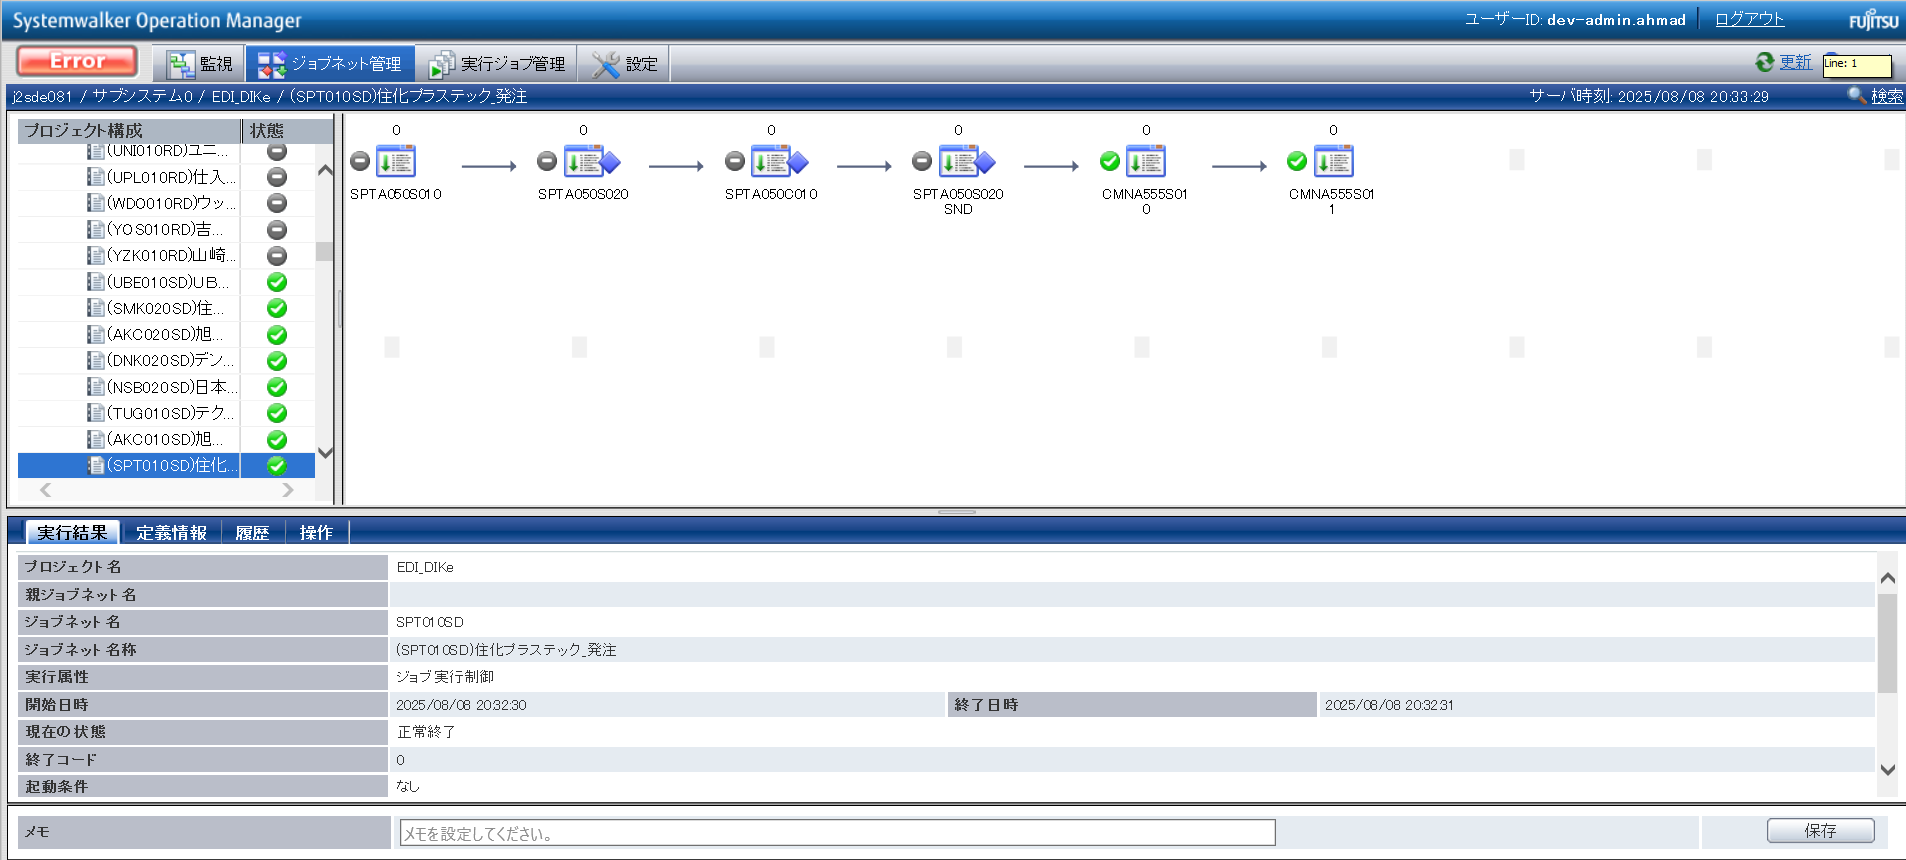 Systemwalker Operation Manager
ユーザーID: dev-admin.ahmad
ログアウト
FUJITSU
Error
監視
ジョブネット管理
実行ジョブ管理
設定
更新
Line: 1
j2sde081 / サブシステム0 / EDI_DIKe / (SPT010SD)住化プラステック_発注
サーバ時刻: 2025/08/08 20:33:29
検索
プロジェクト構成
状態
(UNI010RD)ユニ...
(UPL010RD)仕入...
(WDO010RD)ウッ...
(YOS010RD)吉...
(YZK010RD)山崎...
(UBE010SD)UB...
(SMK020SD)住...
(AKC020SD)旭...
(DNK020SD)デン...
(NSB020SD)日本...
(TUG010SD)テク...
(AKC010SD)旭...
(SPT010SD)住化...
0 0 0 0 0 0
SPTA050S010
SPTA050S020
SPTA050C010
SPTA050S020
SND
CMNA555S01
0
CMNA555S01
1
実行結果
定義情報
履歴
操作
プロジェクト名 EDI_DIKe
親ジョブネット名
ジョブネット名 SPT010SD
ジョブネット名称 (SPT010SD)住化プラステック_発注
実行属性 ジョブ実行制御
開始日時 2025/08/08 20:32:30 終了日時 2025/08/08 20:32:31
現在の状態 正常終了
終了コード 0
起動条件 なし
メモ メモを設定してください。 保存